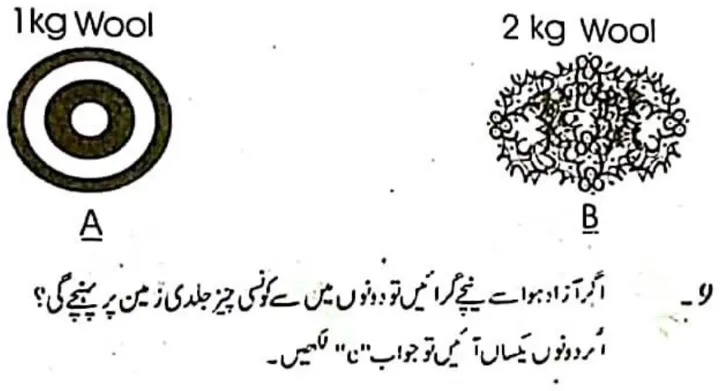 1kg Wool
2 kg Wool
A
B
9۔ اگر آزاد ہوا سے نیچے گرائیں تو دونوں میں سے کونسی چیز جلدی زمین پر پہنچے گی؟
اگر دونوں یکساں آئیں تو جواب "نا" لکھیں۔